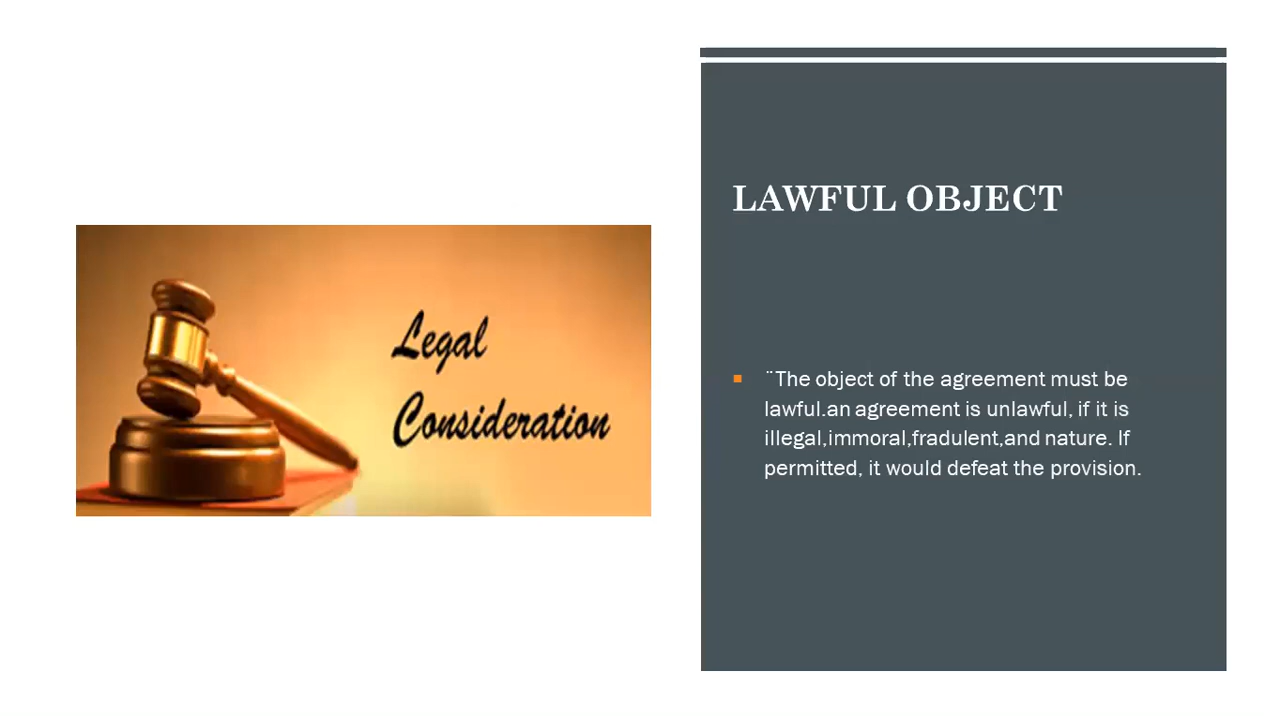 Legal
Consideration
LAWFUL OBJECT
¨The object of the agreement must be
lawful.an agreement is unlawful, if it is
illegal,immoral,fradulent,and nature. If
permitted, it would defeat the provision.